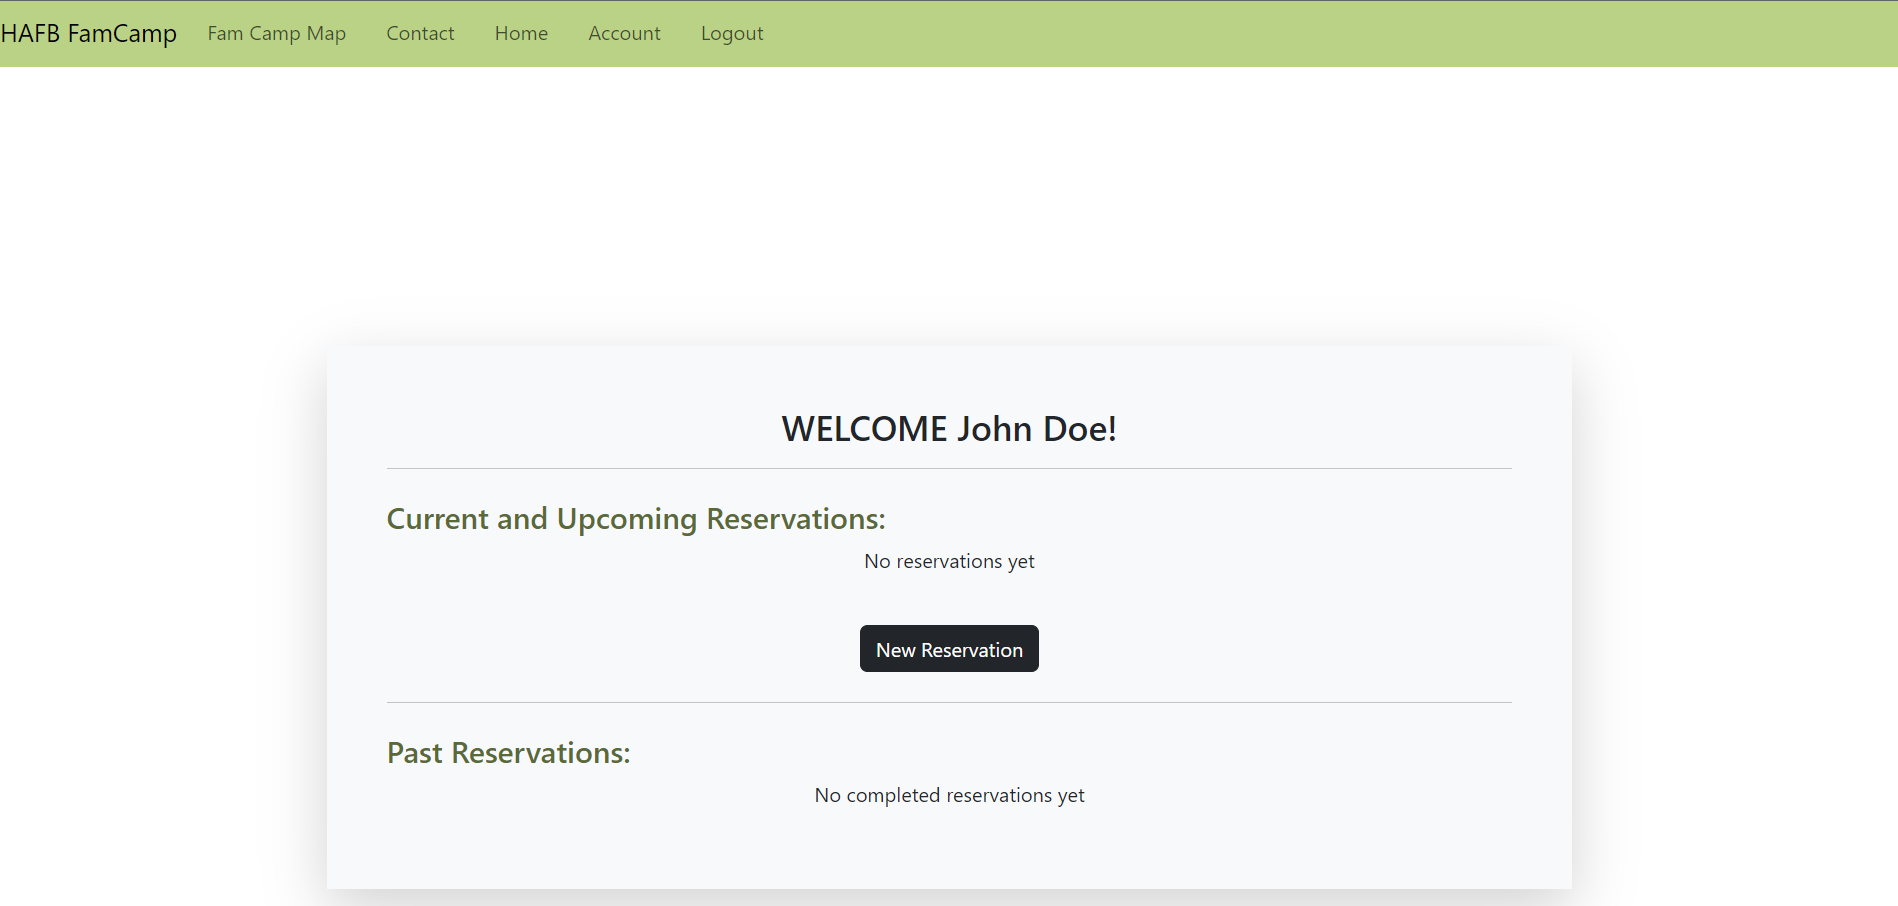 HAFB FamCamp Fam Camp Map Contact Home Account Logout
WELCOME John Doe!
Current and Upcoming Reservations:
No reservations yet
New Reservation
Past Reservations:
No completed reservations yet